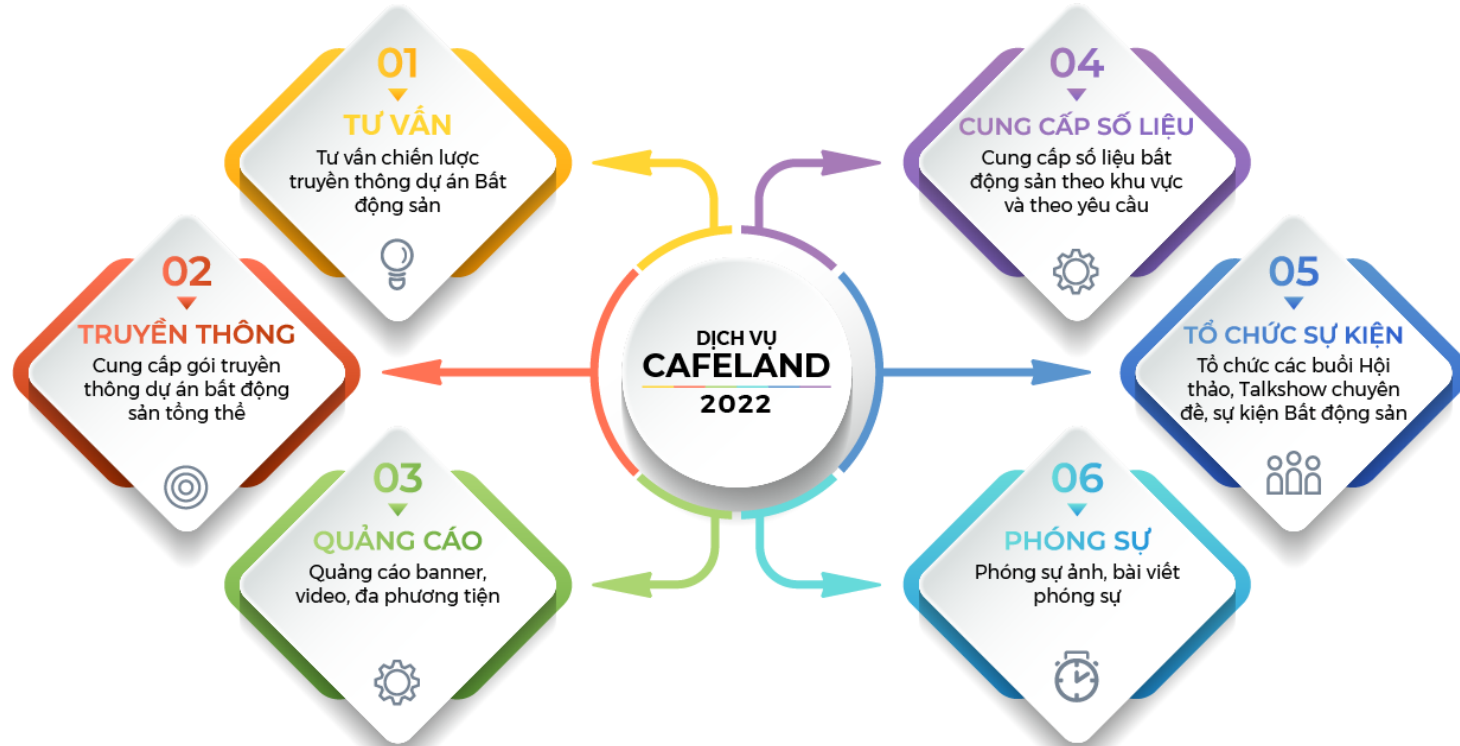 01
TƯ VẤN
Tư vấn chiến lược
truyền thông dự án Bất
động sản
02
TRUYỀN THÔNG
Cung cấp gói truyền
thông dự án bất động
sản tổng thể
03
QUẢNG CÁO
Quảng cáo banner,
video, đa phương tiện
DỊCH VỤ
CAFELAND
2022
04
CUNG CẤP SỐ LIỆU
Cung cấp số liệu bất
động sản theo khu vực
và theo yêu cầu
05
TỔ CHỨC SỰ KIỆN
Tổ chức các buổi Hội
thảo, Talkshow chuyên
đề, sự kiện Bất động sản
06
PHÓNG SỰ
Phóng sự ảnh, bài viết
phóng sự